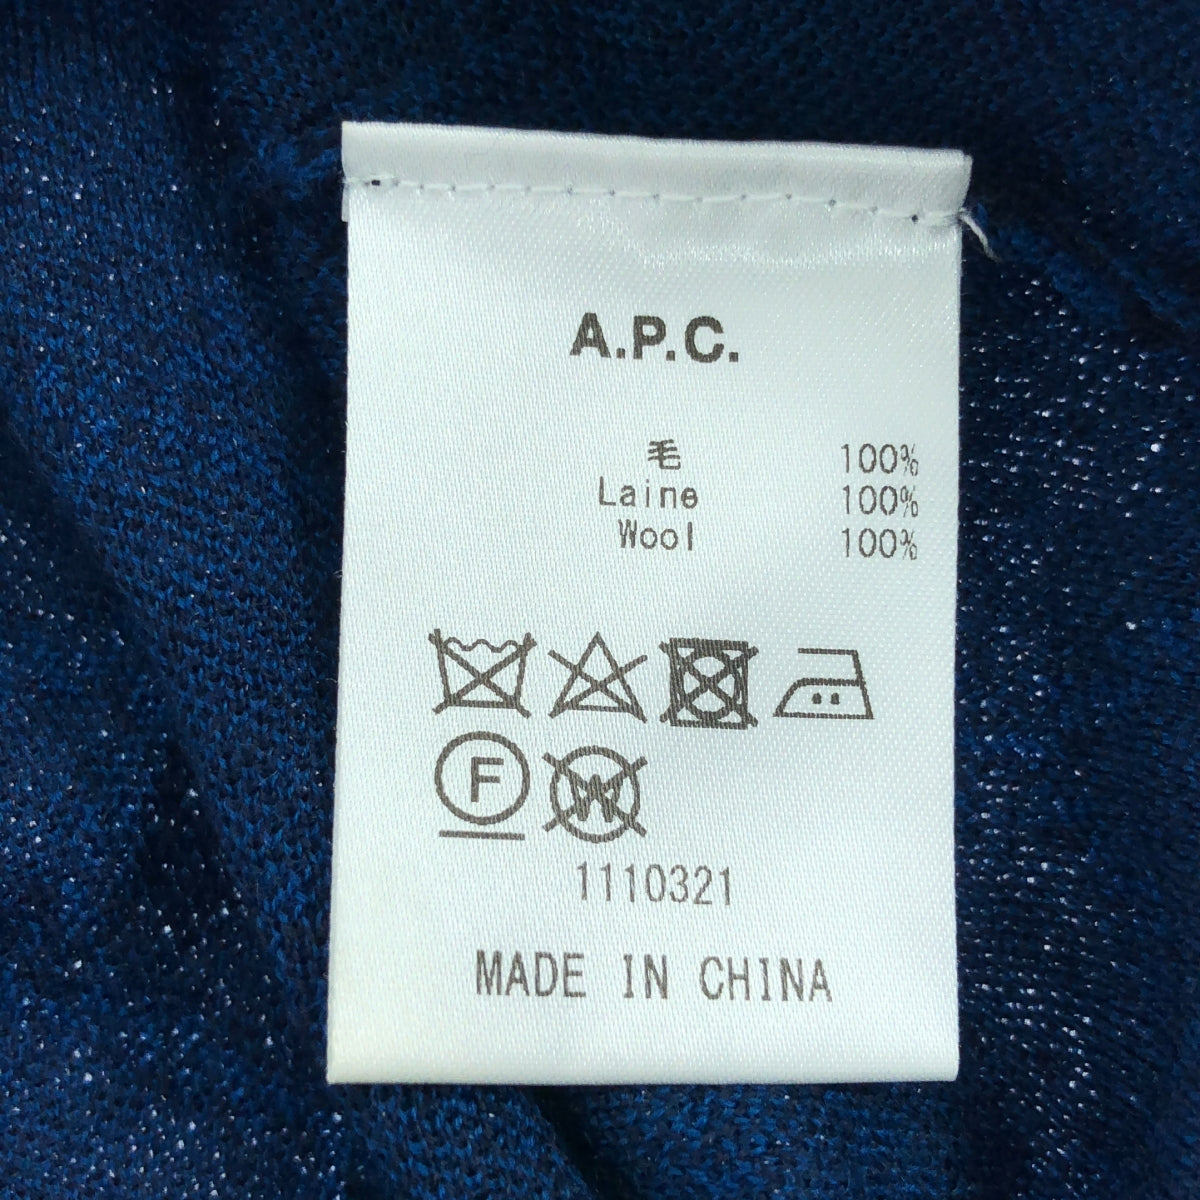 A.P.C.
毛 100%
Laine 100%
Wool 100%
F W
1110321
MADE IN CHINA